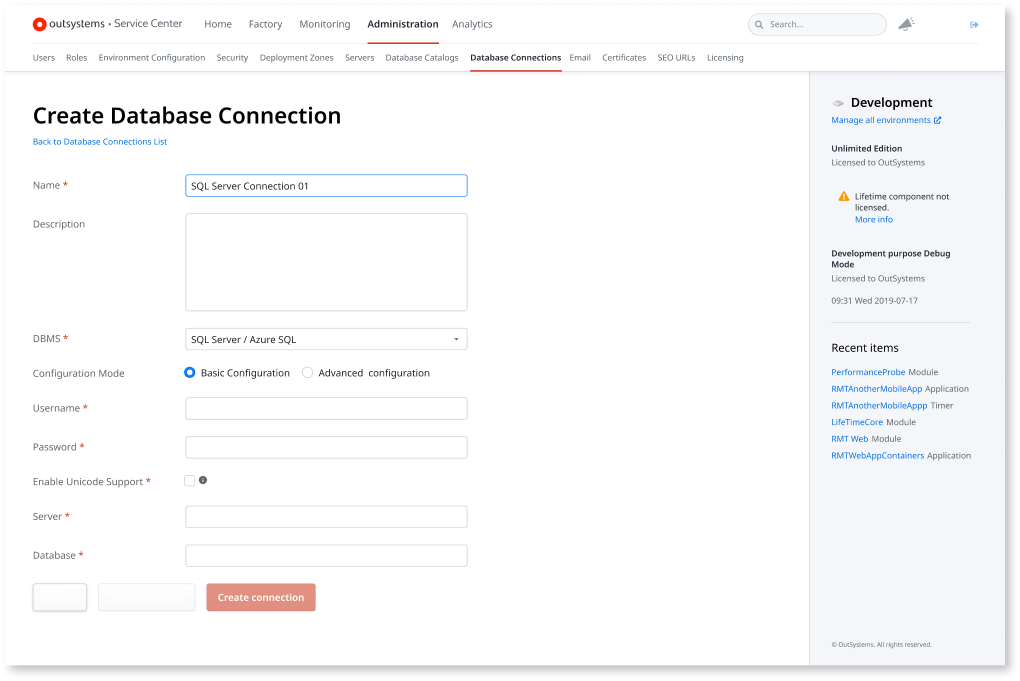 outsystems • Service Center
Home Factory Monitoring Administration Analytics
Search...
Users Roles Environment Configuration Security Deployment Zones Servers Database Catalogs Database Connections Email Certificates SEO URLs Licensing
Create Database Connection
Back to Database Connections List
Name *
SQL Server Connection 01
Description
DBMS *
SQL Server / Azure SQL
Configuration Mode
Basic Configuration
Advanced configuration
Username *
Password *
Enable Unicode Support *
Server *
Database *
Create connection
Development
Manage all environments
Unlimited Edition
Licensed to OutSystems
Lifetime component not
licensed.
More info
Development purpose Debug
Mode
Licensed to OutSystems
09:31 Wed 2019-07-17
Recent items
PerformanceProbe Module
RMTAnotherMobileApp Application
RMTAnotherMobileAppp Timer
LifeTimeCore Module
RMT Web Module
RMTWebAppContainers Application
© OutSystems. All rights reserved.